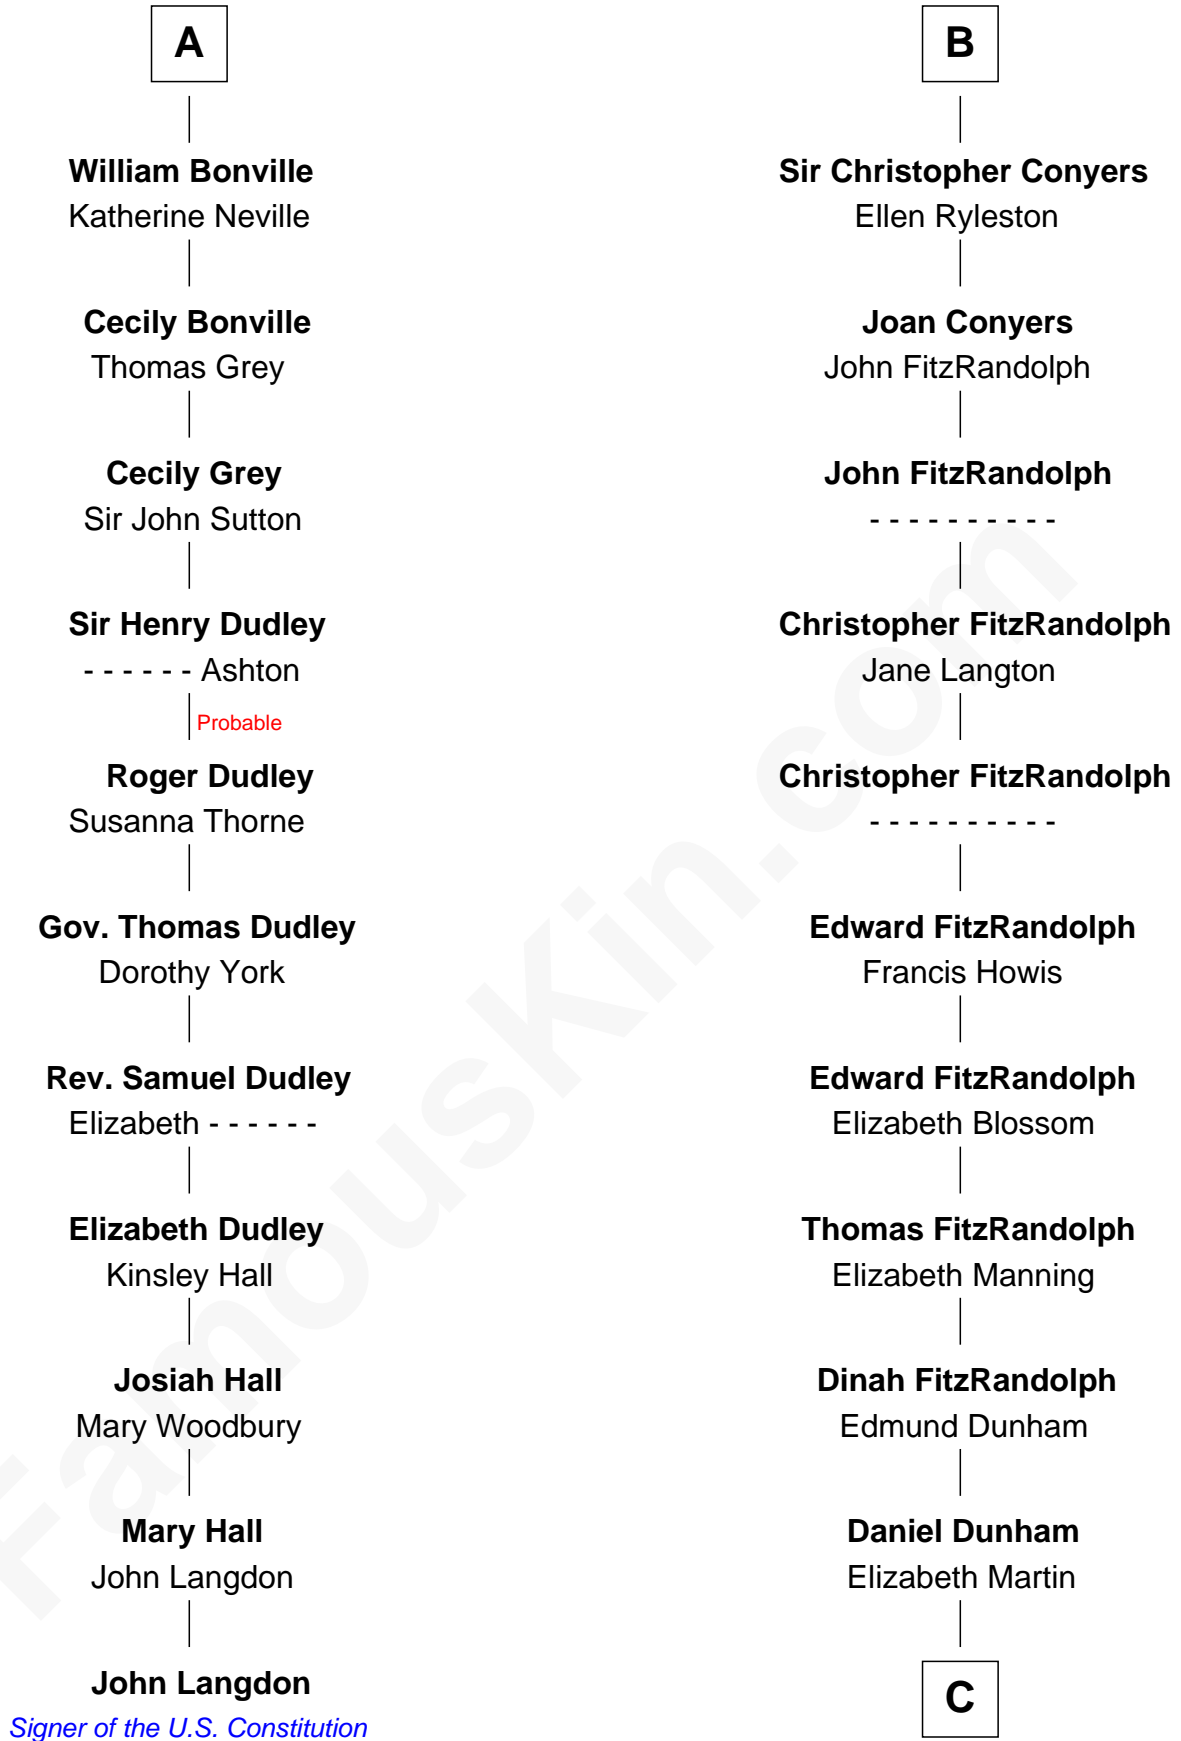 A
William Bonville
Katherine Neville
Cecily Bonville
Thomas Grey
Cecily Grey
Sir John Sutton
Sir Henry Dudley
- - - - - - Ashton
Probable
Roger Dudley
Susanna Thorne
Gov. Thomas Dudley
Dorothy York
Rev. Samuel Dudley
Elizabeth - - - - - -
Elizabeth Dudley
Kinsley Hall
Josiah Hall
Mary Woodbury
Mary Hall
John Langdon
John Langdon
Signer of the U.S. Constitution
B
Sir Christopher Conyers
Ellen Ryleston
Joan Conyers
John FitzRandolph
John FitzRandolph
- - - - - - - - - -
Christopher FitzRandolph
Jane Langton
Christopher FitzRandolph
- - - - - - - - - -
Edward FitzRandolph
Francis Howis
Edward FitzRandolph
Elizabeth Blossom
Thomas FitzRandolph
Elizabeth Manning
Dinah FitzRandolph
Edmund Dunham
Daniel Dunham
Elizabeth Martin
C
FamousKin.com